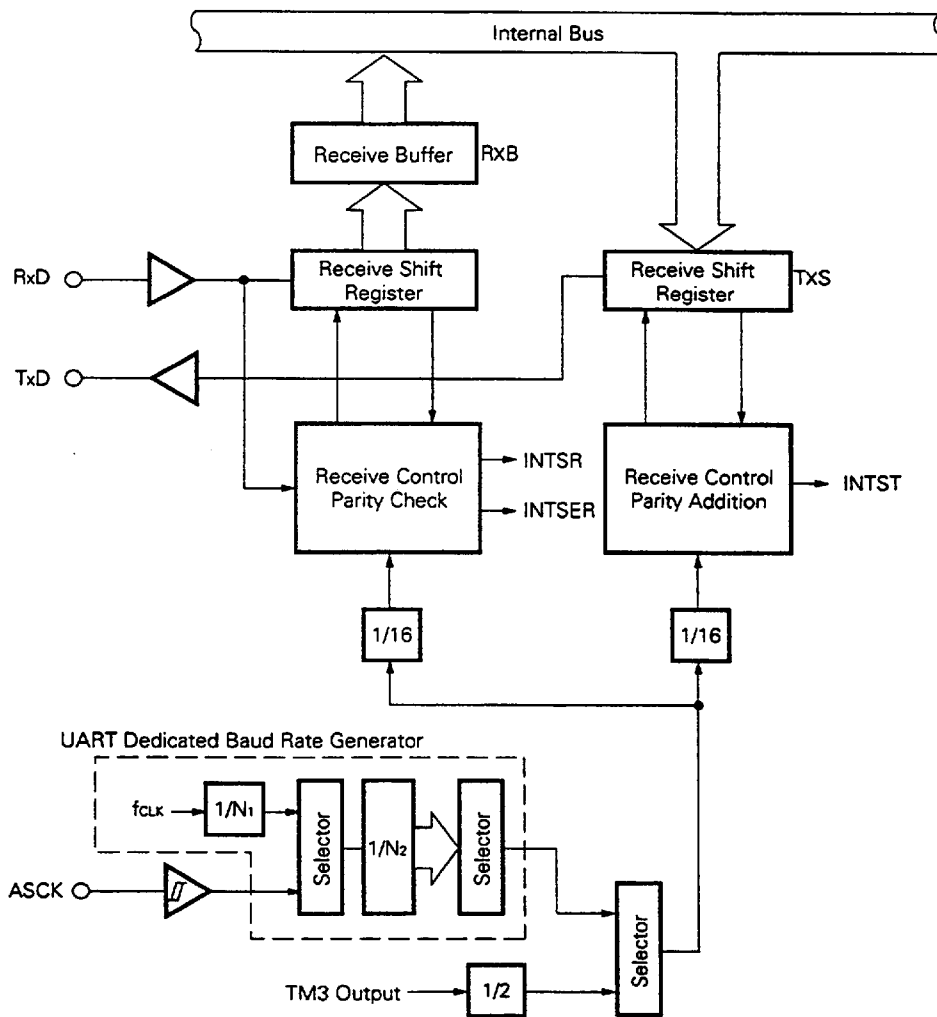 Internal Bus
Receive Buffer
RXB
RxD
Receive Shift
Register
Receive Shift
Register
TXS
TxD
Receive Control
Parity Check
INTSR
INTSER
Receive Control
Parity Addition
INTST
1/16
1/16
UART Dedicated Baud Rate Generator
fCLK
1/N1
Selector
1/N2
Selector
ASCK
Selector
TM3 Output
1/2